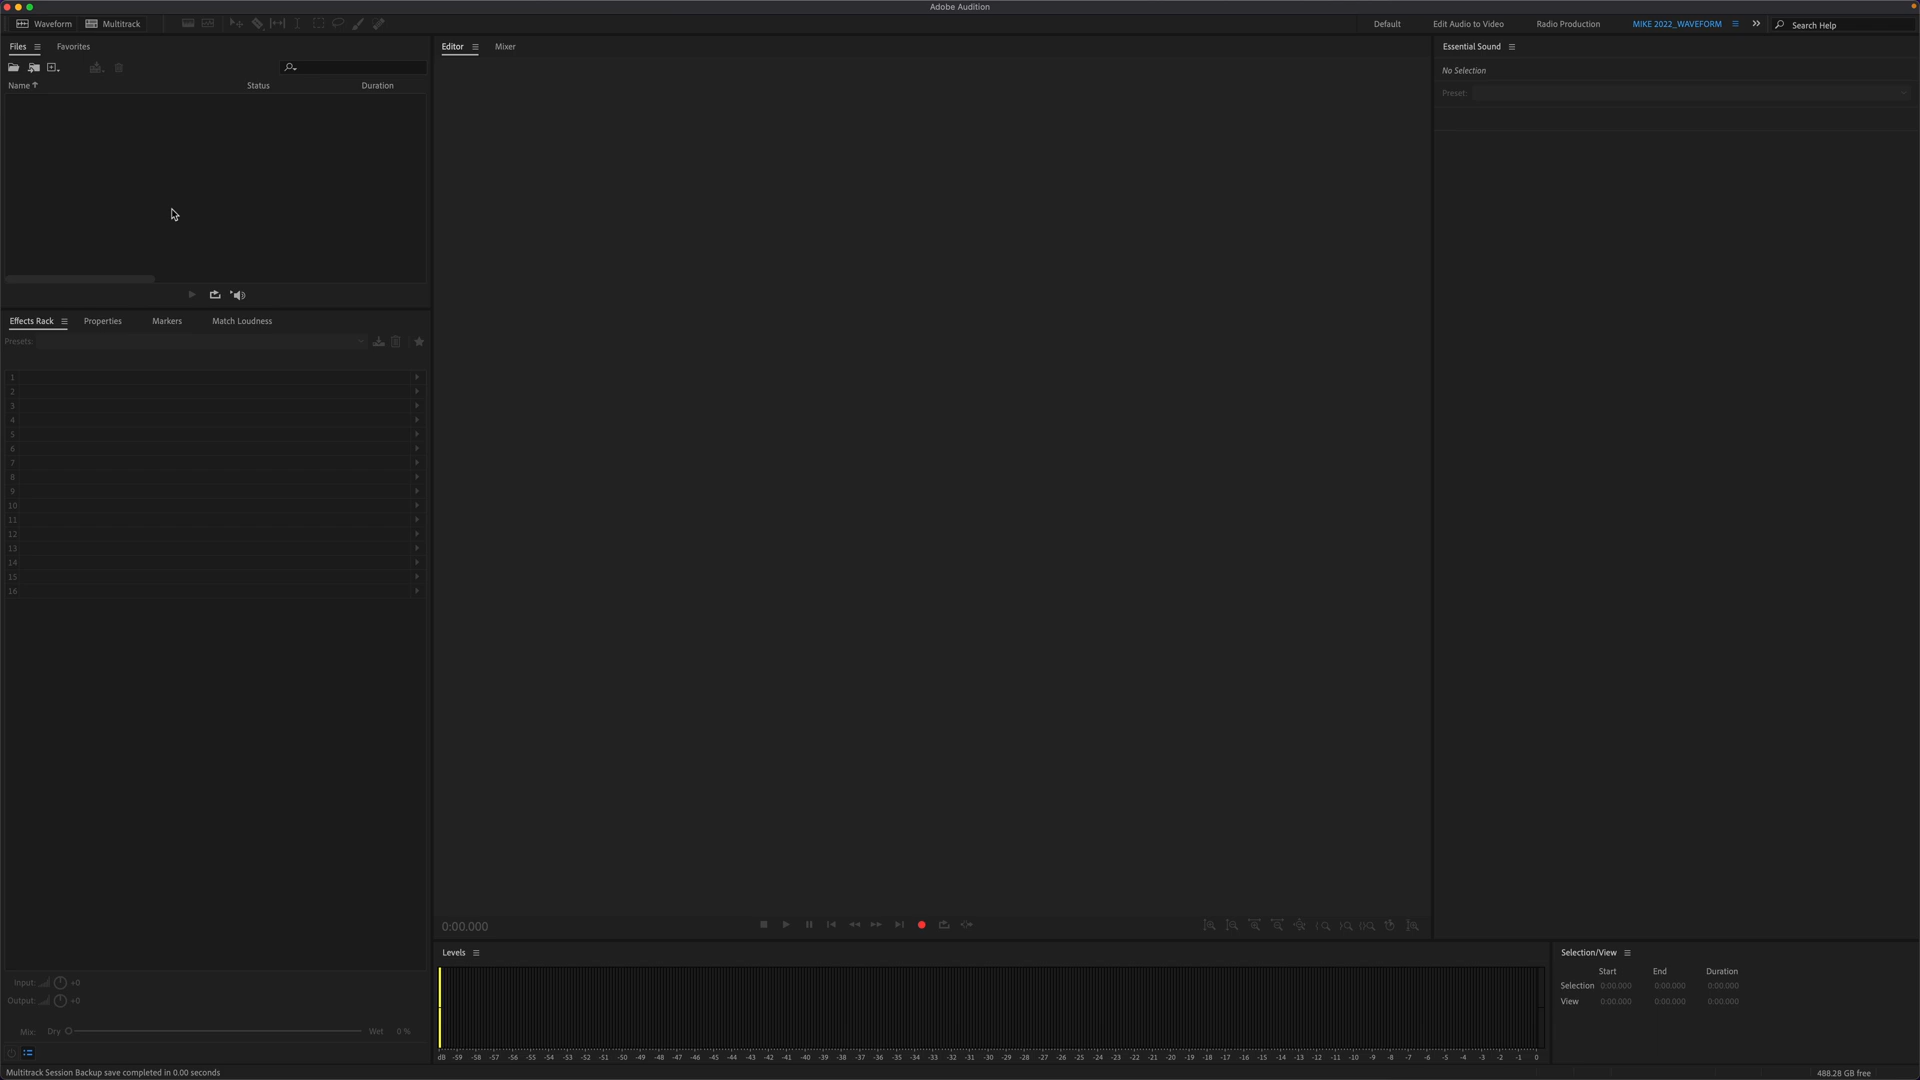 Adobe Audition
Waveform Multitrack Default Edit Audio to Video Radio Production MIKE 2022_WAVEFORM Search Help
Files Favorites Editor Mixer Essential Sound
No Selection
Preset:
Name Status Duration
Effects Rack Properties Markers Match Loudness
Presets:
1
2
3
4
5
6
7
8
9
10
11
12
13
14
15
16
0:00.000
Levels
Selection/View
Start End Duration
Selection 0:00.000 0:00.000 0:00.000
View 0:00.000 0:00.000 0:00.000
Input: +0
Output: +0
Mix: Dry Wet 0 %
dB -59 -58 -57 -56 -55 -54 -53 -52 -51 -50 -49 -48 -47 -46 -45 -44 -43 -42 -41 -40 -39 -38 -37 -36 -35 -34 -33 -32 -31 -30 -29 -28 -27 -26 -25 -24 -23 -22 -21 -20 -19 -18 -17 -16 -15 -14 -13 -12 -11 -10 -9 -8 -7 -6 -5 -4 -3 -2 -1 0
Multitrack Session Backup save completed in 0.00 seconds
488.28 GB free